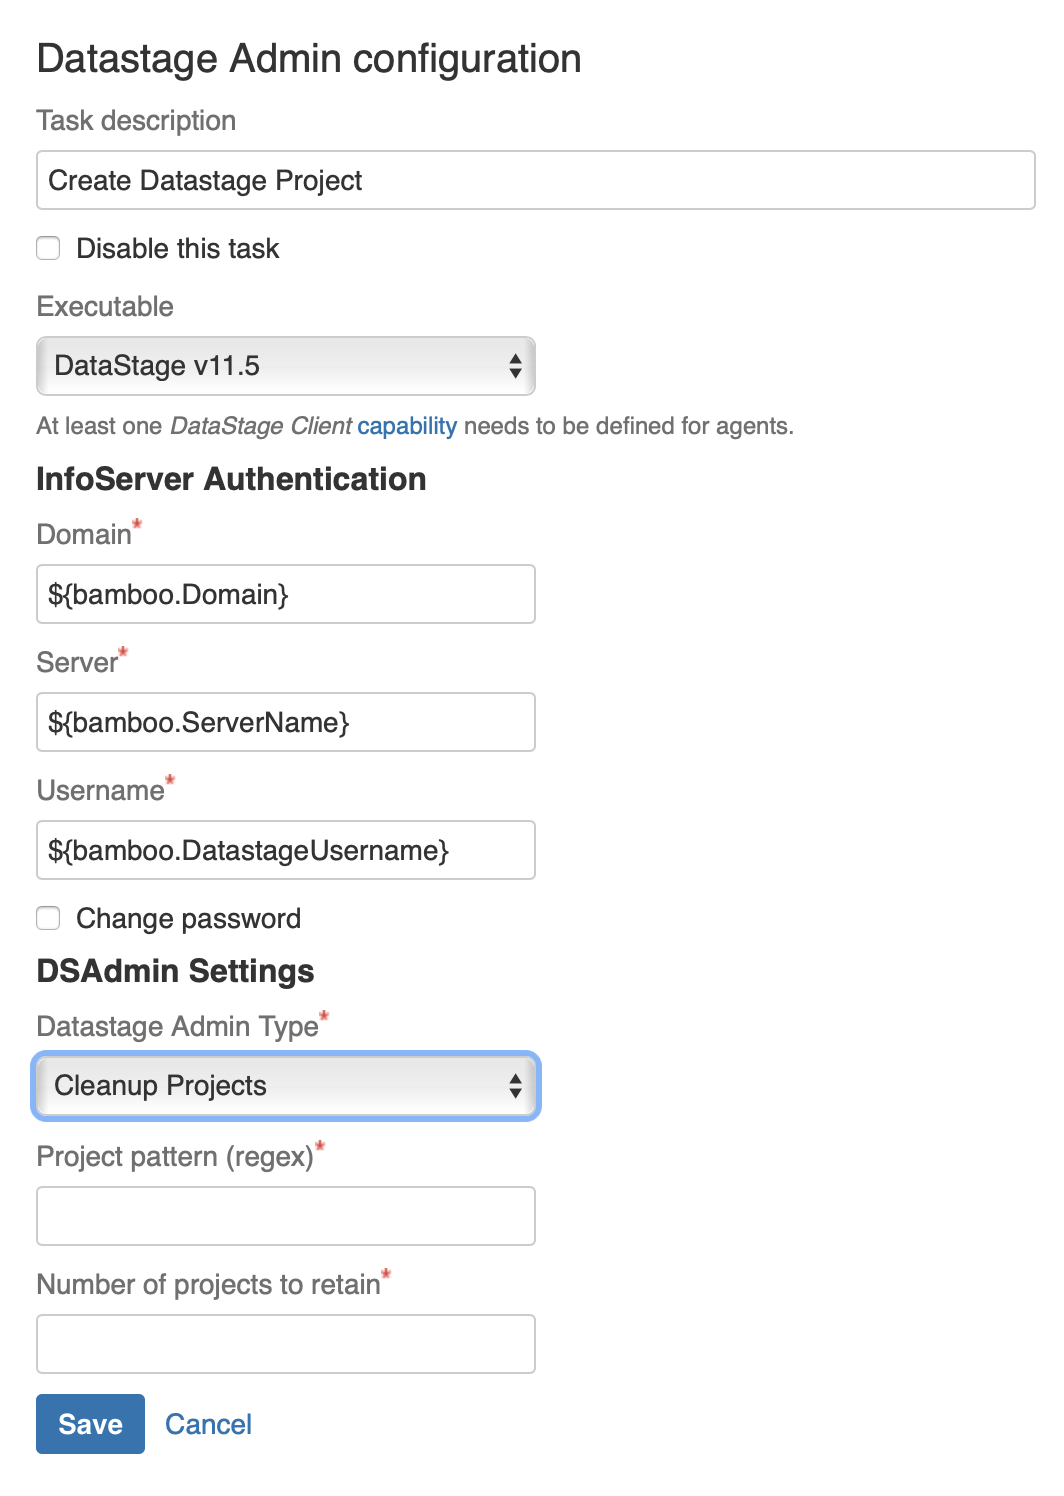 Datastage Admin configuration
Task description
Create Datastage Project
Disable this task
Executable
DataStage v11.5
At least one DataStage Client capability needs to be defined for agents.
InfoServer Authentication
Domain*
${bamboo.Domain}
Server*
${bamboo.ServerName}
Username*
${bamboo.DatastageUsername}
Change password
DSAdmin Settings
Datastage Admin Type*
Cleanup Projects
Project pattern (regex)*
Number of projects to retain*
Save Cancel